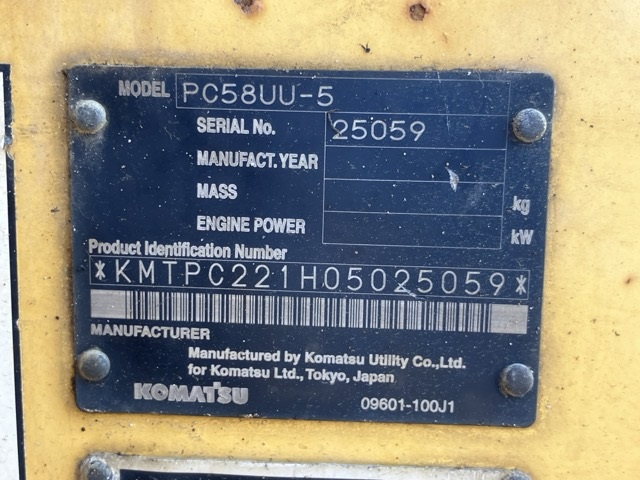 MODEL PC58UU-5
SERIAL No. 25059
MANUFACT.YEAR
MASS kg
ENGINE POWER kW
Product Identification Number
*KMTPC221H05025059*
MANUFACTURER
Manufactured by Komatsu Utility Co.,Ltd.
for Komatsu Ltd., Tokyo, Japan
KOMATSU 09601-100J1